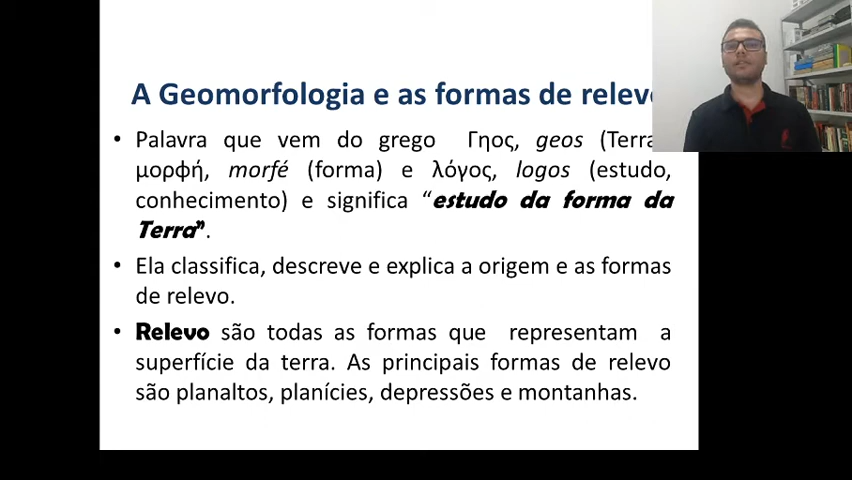 A Geomorfologia e as formas de relev
• Palavra que vem do grego Γηος, geos (Terra
μορφή, morfé (forma) e λόγος, logos (estudo,
conhecimento) e significa “estudo da forma da
Terra”.
• Ela classifica, descreve e explica a origem e as formas
de relevo.
• Relevo são todas as formas que representam a
superfície da terra. As principais formas de relevo
são planaltos, planícies, depressões e montanhas.